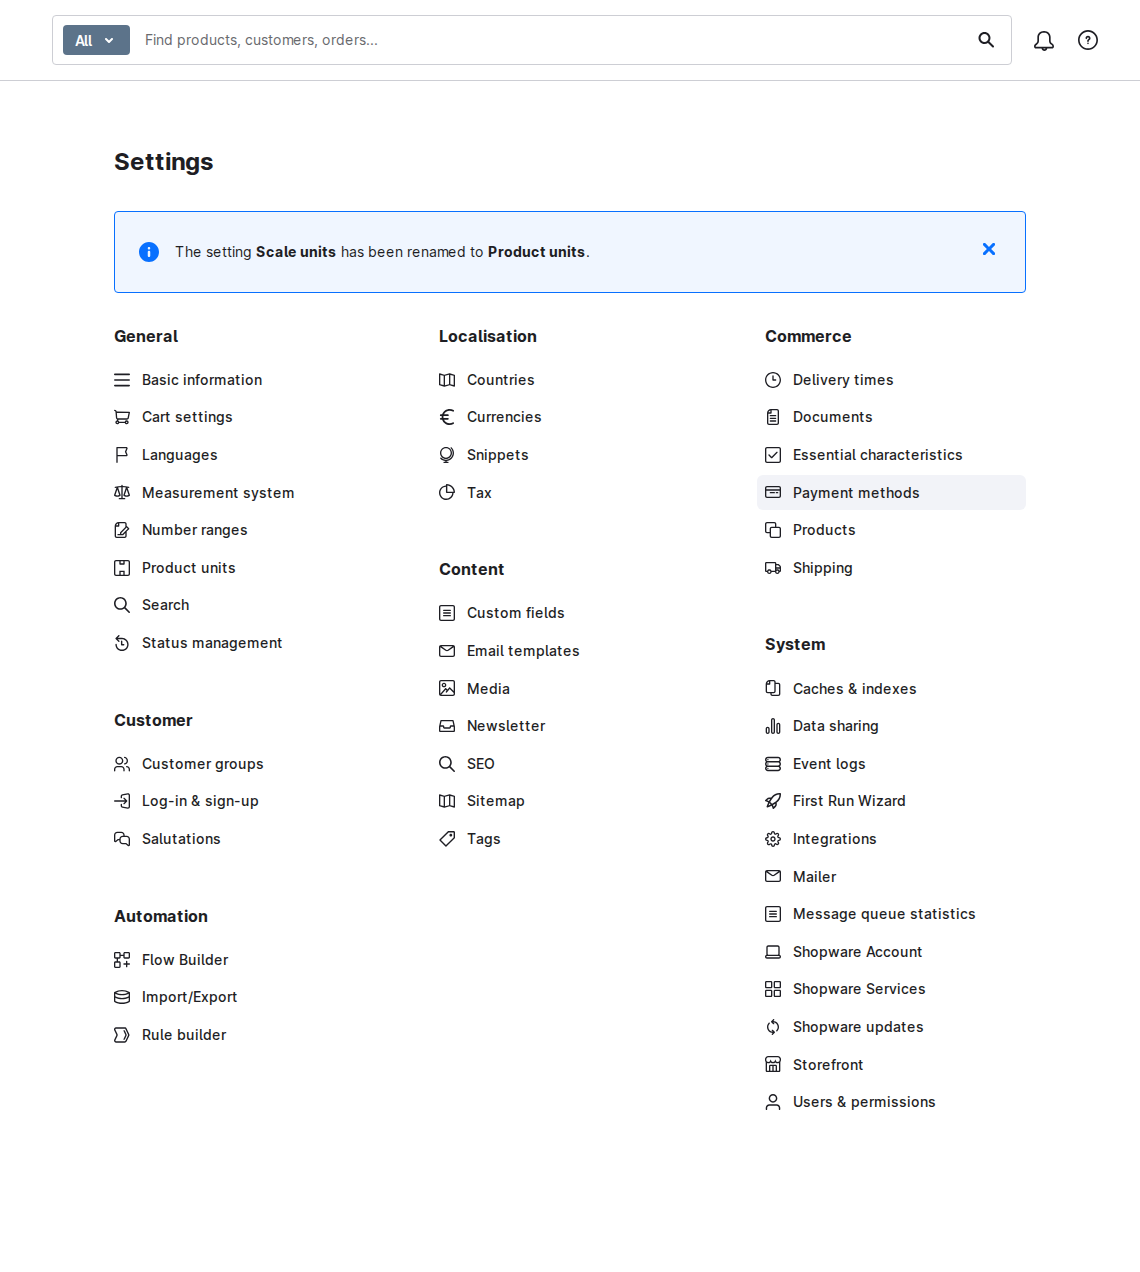 All
Find products, customers, orders...
Settings
The setting Scale units has been renamed to Product units.
General
Basic information
Cart settings
Languages
Measurement system
Number ranges
Product units
Search
Status management
Customer
Customer groups
Log-in & sign-up
Salutations
Automation
Flow Builder
Import/Export
Rule builder
Localisation
Countries
Currencies
Snippets
Tax
Content
Custom fields
Email templates
Media
Newsletter
SEO
Sitemap
Tags
Commerce
Delivery times
Documents
Essential characteristics
Payment methods
Products
Shipping
System
Caches & indexes
Data sharing
Event logs
First Run Wizard
Integrations
Mailer
Message queue statistics
Shopware Account
Shopware Services
Shopware updates
Storefront
Users & permissions